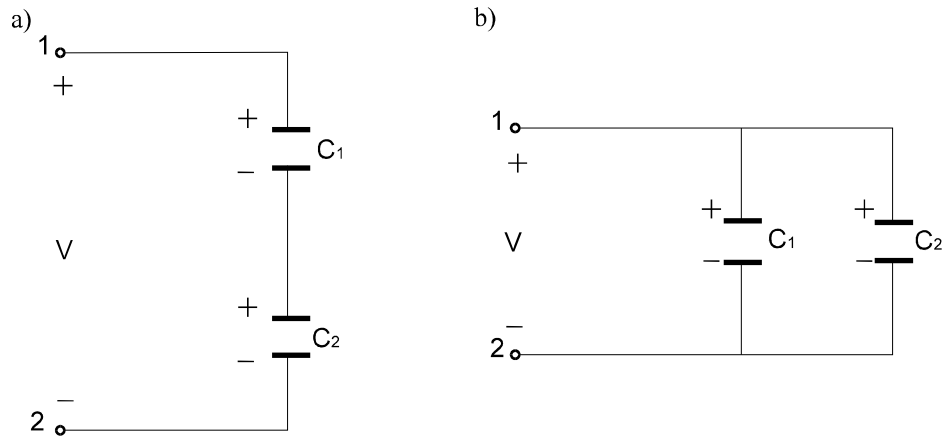 a)
1
+
+
C₁
−
V
+
C₂
−
−
2
b)
1
+
+
+
V
C₁
C₂
−
−
−
2